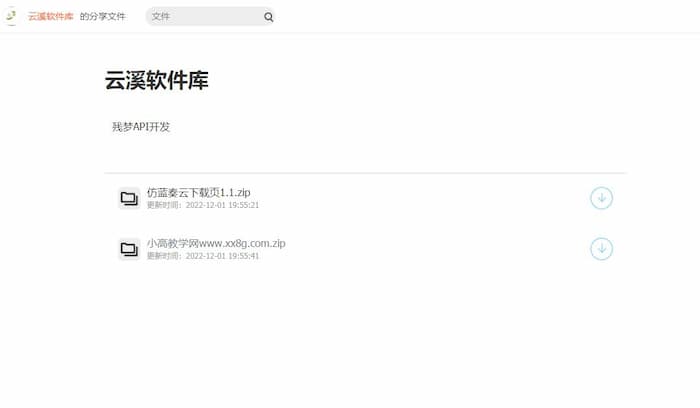 云溪软件库 的分享文件 文件
云溪软件库
残梦API开发
仿蓝奏云下载页1.1.zip
更新时间：2022-12-01 19:55:21
小高教学网www.xx8g.com.zip
更新时间：2022-12-01 19:55:41